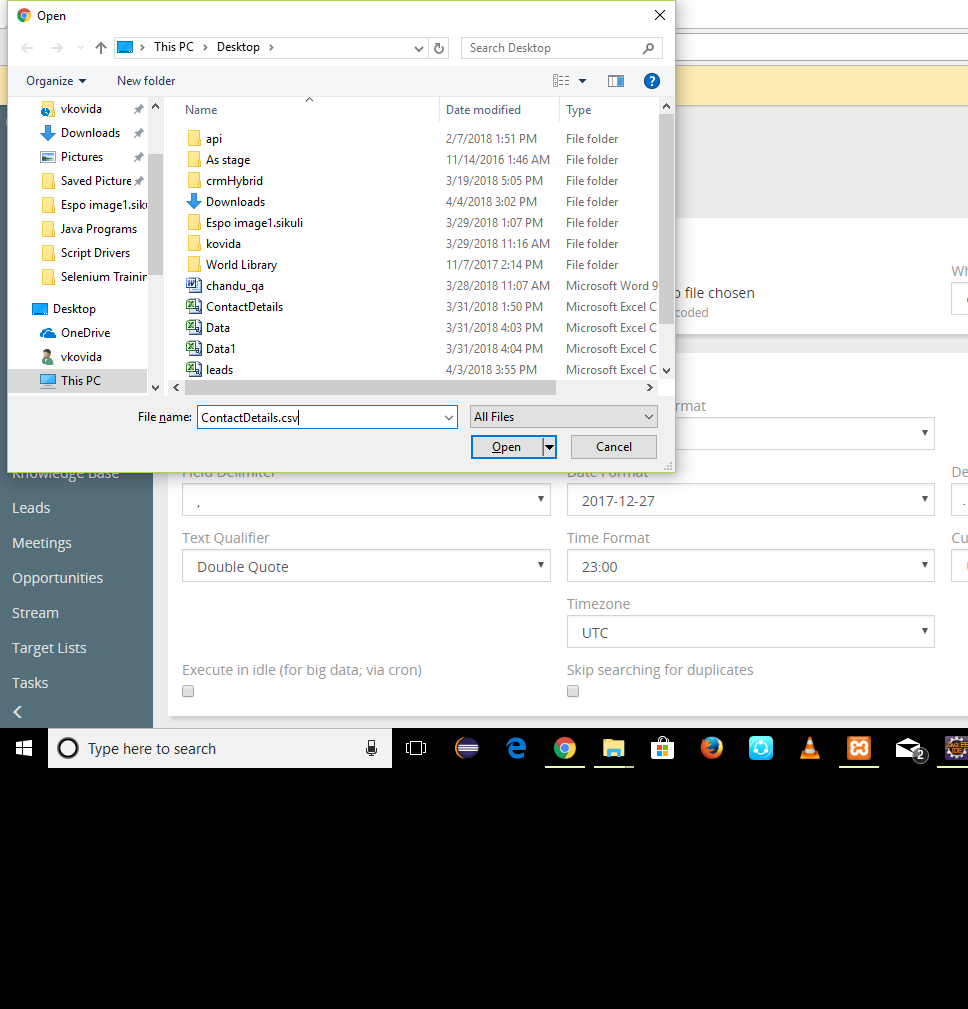 Open
This PC > Desktop >
Search Desktop
Organize
New folder
?
Name
Date modified
Type
vkovida
Downloads
Pictures
Saved Picture
Espo image1.siku
Java Programs
Script Drivers
Selenium Trainin
Desktop
OneDrive
vkovida
This PC
api 2/7/2018 1:51 PM File folder
As stage 11/14/2016 1:46 AM File folder
crmHybrid 3/19/2018 5:05 PM File folder
Downloads 4/4/2018 3:02 PM File folder
Espo image1.sikuli 3/29/2018 1:07 PM File folder
kovida 3/29/2018 11:16 AM File folder
World Library 11/7/2017 2:14 PM File folder
chandu_qa 3/28/2018 11:07 AM Microsoft Word 9
ContactDetails 3/31/2018 1:50 PM Microsoft Excel C
Data 3/31/2018 4:03 PM Microsoft Excel C
Data1 3/31/2018 4:04 PM Microsoft Excel C
leads 4/3/2018 3:55 PM Microsoft Excel C
File name: ContactDetails.csv
All Files
Open
Cancel
Wh
o file chosen
coded
rmat
Knowledge Base
Leads
Meetings
Opportunities
Stream
Target Lists
Tasks
Field Delimiter
,
Date Format
2017-12-27
De
.
Text Qualifier
Double Quote
Time Format
23:00
Cu
Timezone
UTC
Execute in idle (for big data; via cron)
Skip searching for duplicates
Type here to search
2